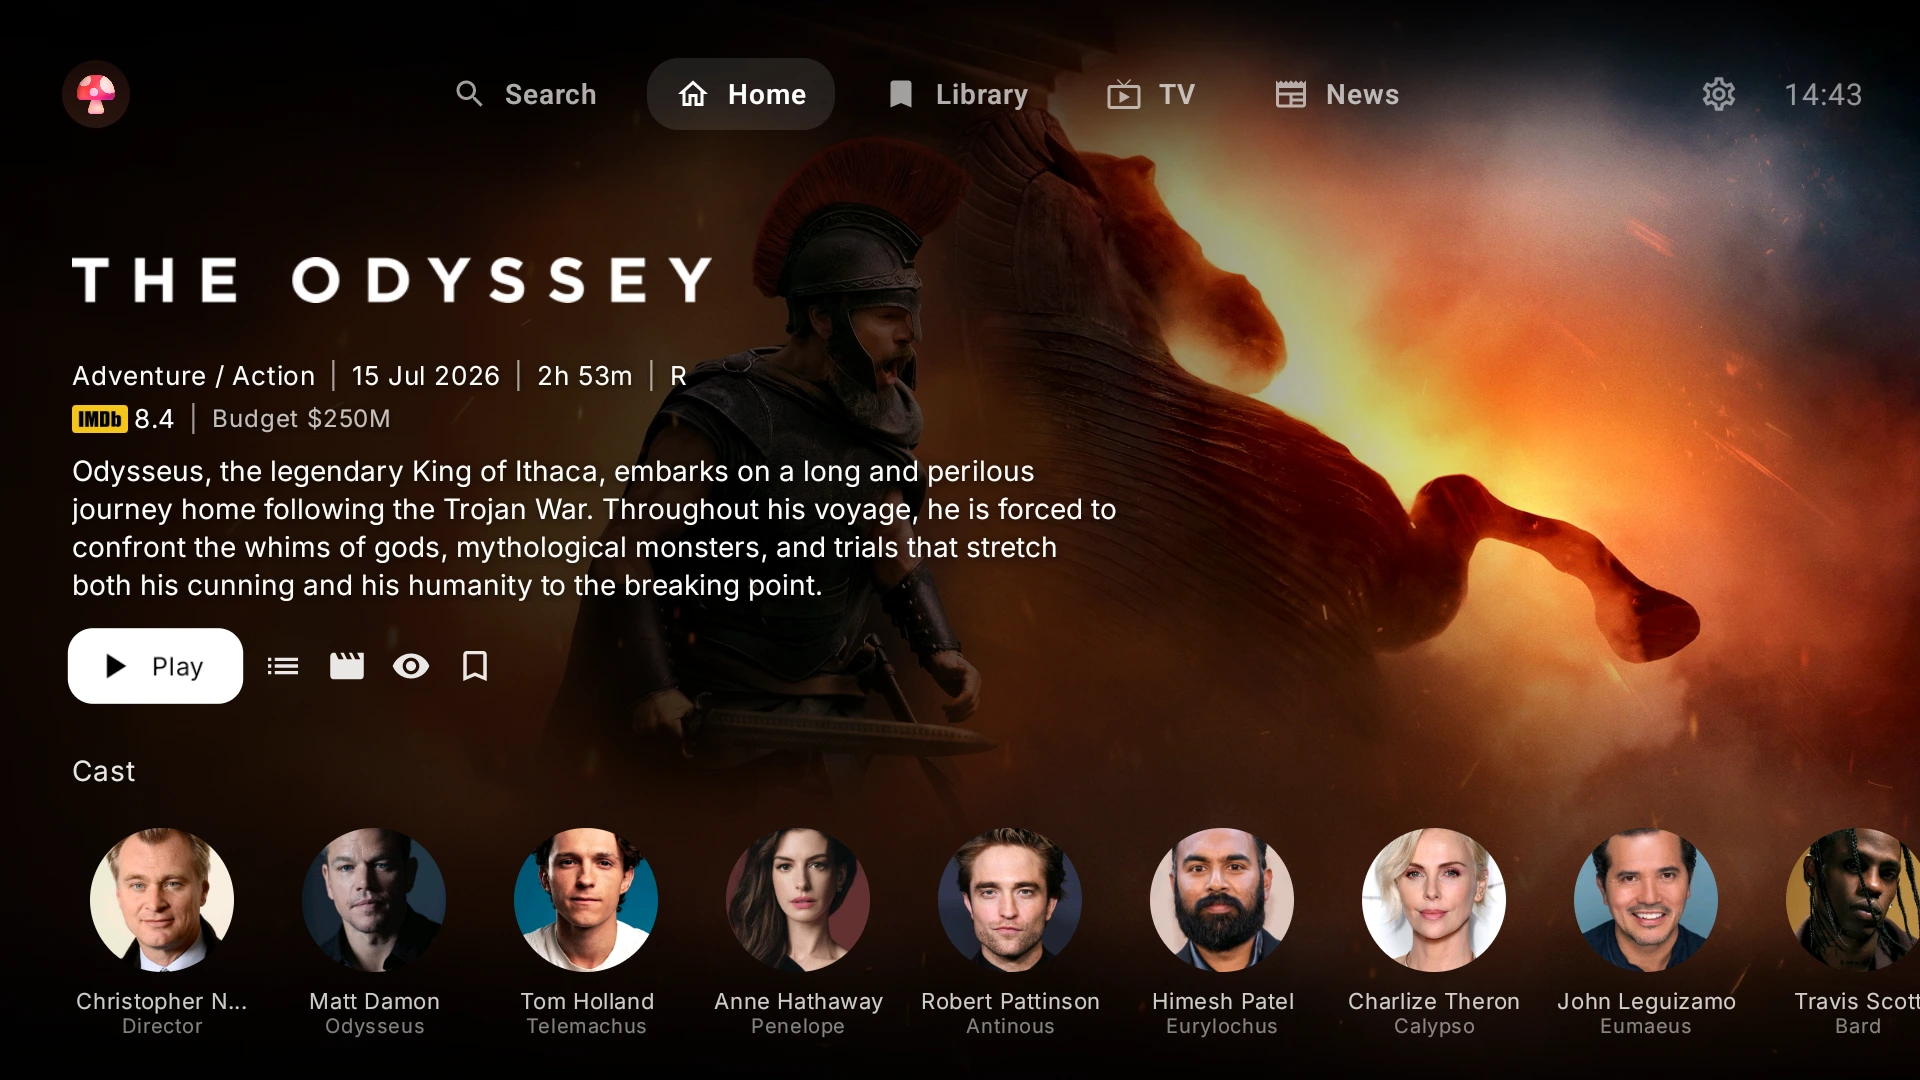 Search
Home
Library
TV
News
14:43
THE ODYSSEY
Adventure / Action | 15 Jul 2026 | 2h 53m | R
IMDb 8.4 | Budget $250M
Odysseus, the legendary King of Ithaca, embarks on a long and perilous
journey home following the Trojan War. Throughout his voyage, he is forced to
confront the whims of gods, mythological monsters, and trials that stretch
both his cunning and his humanity to the breaking point.
Play
Cast
Christopher N...
Director
Matt Damon
Odysseus
Tom Holland
Telemachus
Anne Hathaway
Penelope
Robert Pattinson
Antinous
Himesh Patel
Eurylochus
Charlize Theron
Calypso
John Leguizamo
Eumaeus
Travis Scott
Bard